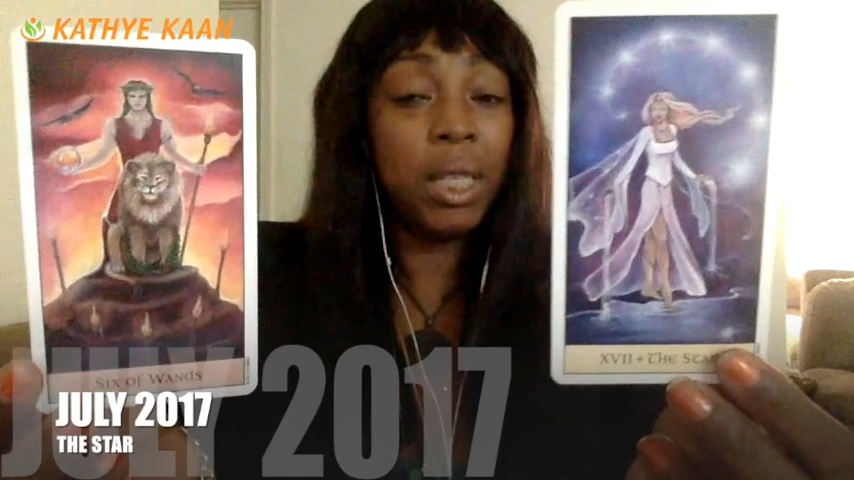 KATHYE KAAN
SIX OF WANDS
XVII + THE STAR
JULY 2017
JULY 2017
THE STAR